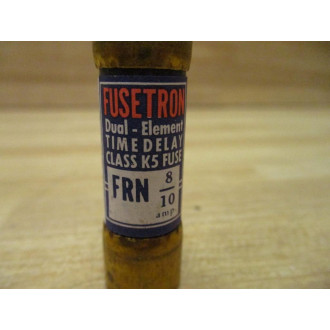 FUSETRON
Dual - Element
TIME DELAY
CLASS K5 FUSE
FRN 8/10
amp.